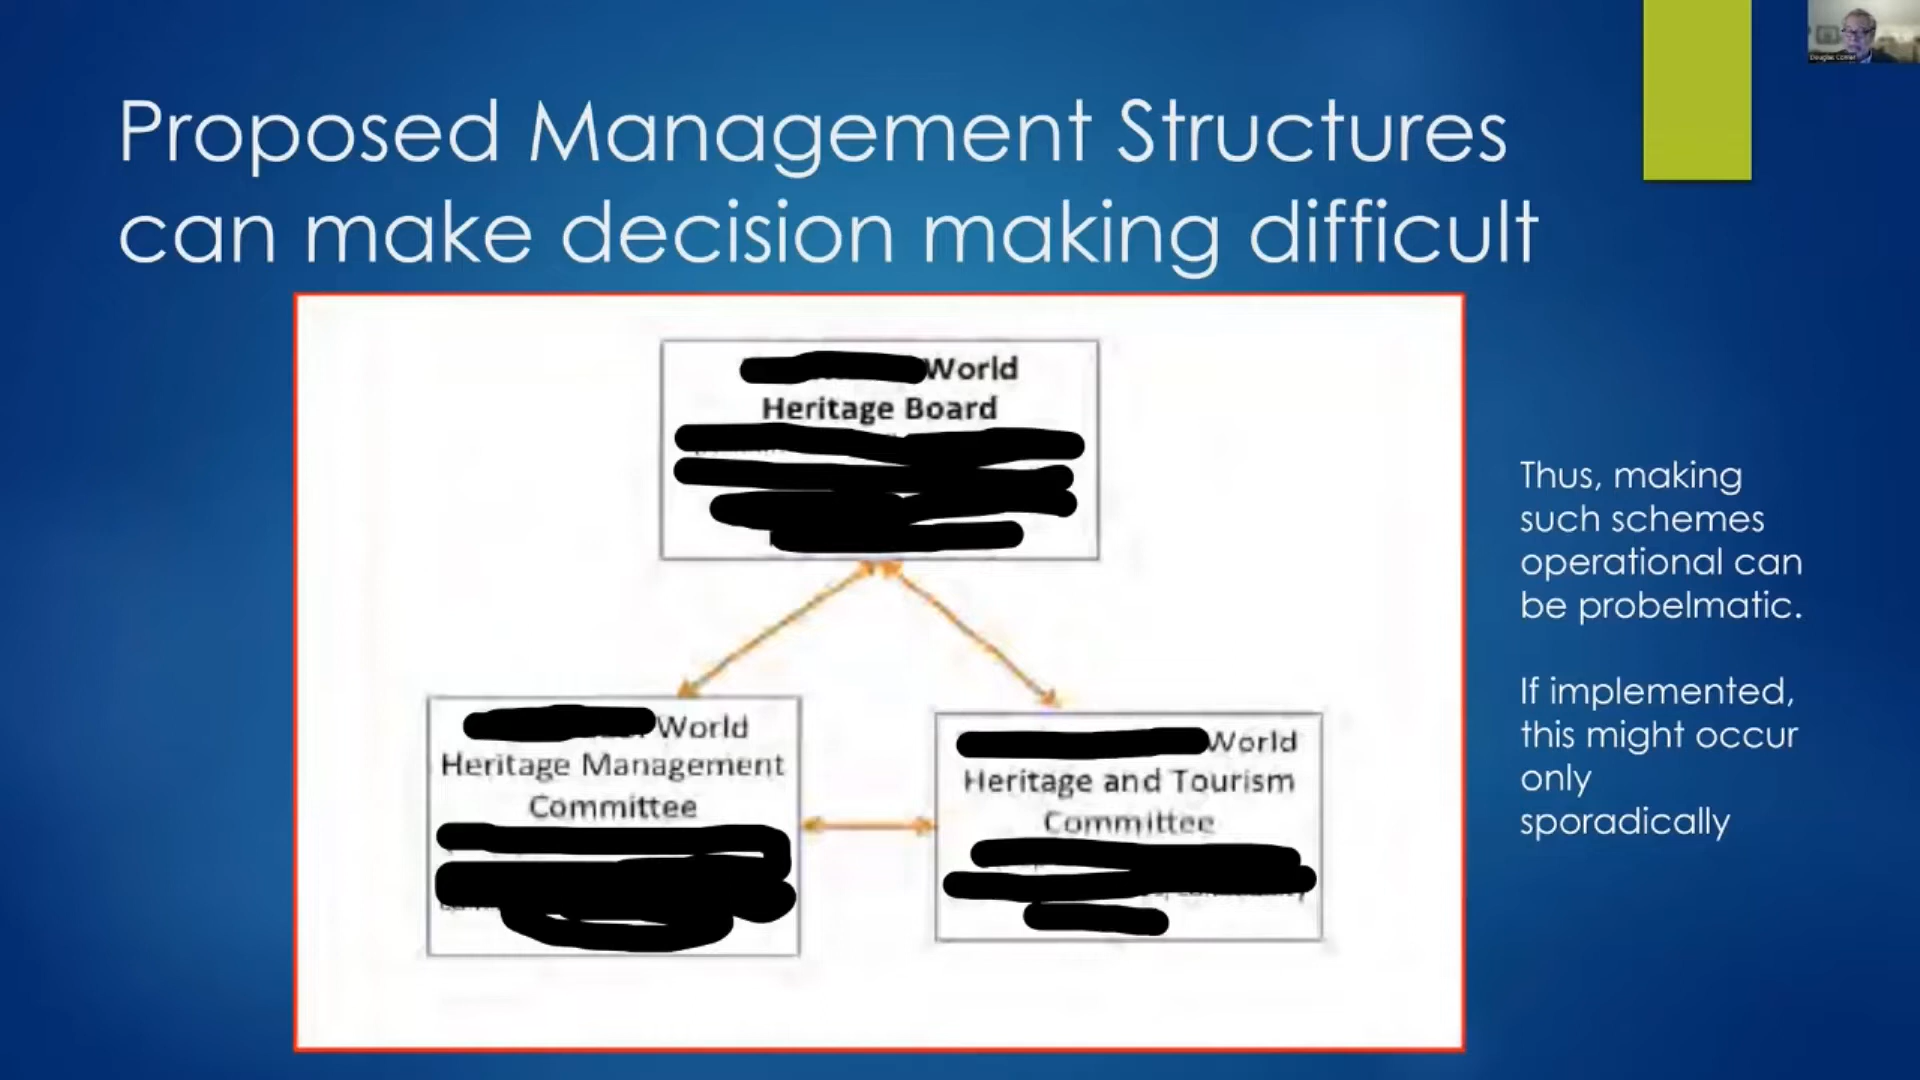 Proposed Management Structures
can make decision making difficult
World
Heritage Board
World
Heritage Management
Committee
World
Heritage and Tourism
Committee
Thus, making
such schemes
operational can
be probelmatic.
If implemented,
this might occur
only
sporadically